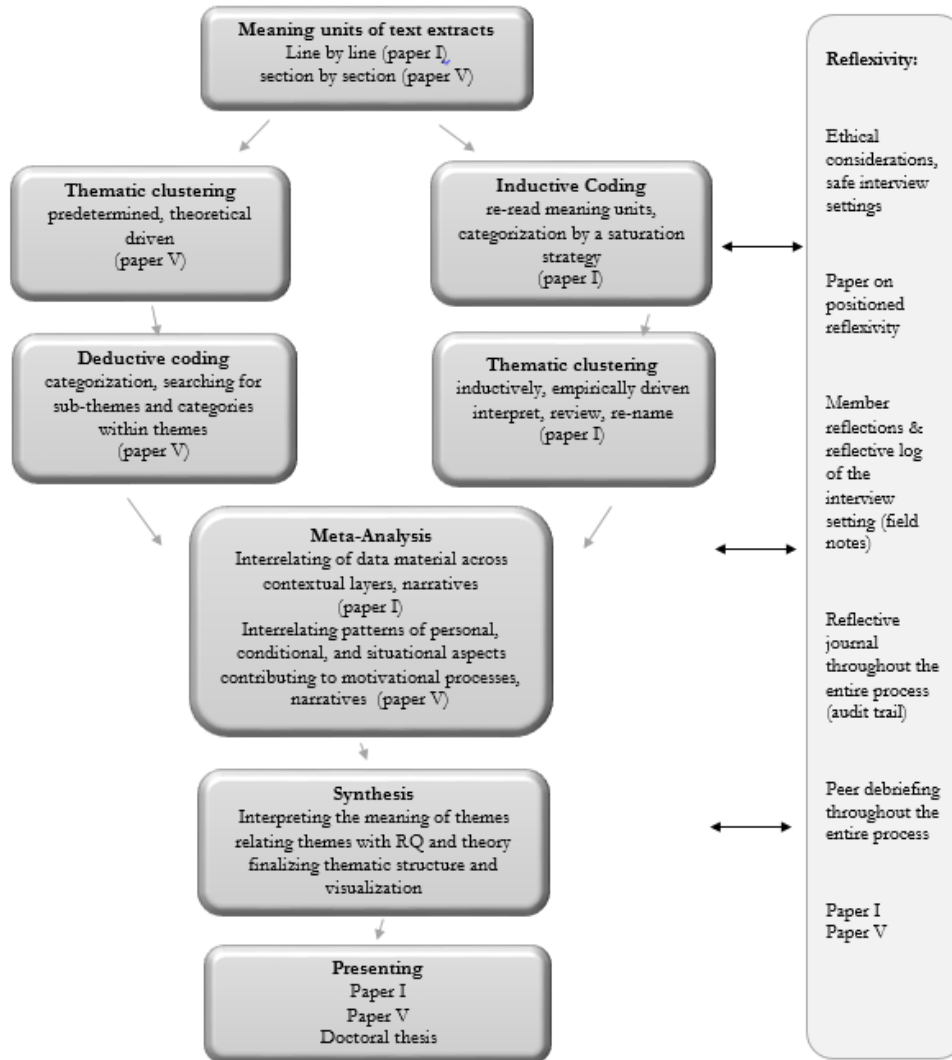 Meaning units of text extracts
Line by line (paper I),
section by section (paper V)
Thematic clustering
predetermined, theoretical
driven
(paper V)
Inductive Coding
re-read meaning units,
categorization by a saturation
strategy
(paper I)
Deductive coding
categorization, searching for
sub-themes and categories
within themes
(paper V)
Thematic clustering
inductively, empirically driven
interpret, review, re-name
(paper I)
Meta-Analysis
Interrelating of data material across
contextual layers, narratives
(paper I)
Interrelating patterns of personal,
conditional, and situational aspects
contributing to motivational processes,
narratives (paper V)
Synthesis
Interpreting the meaning of themes
relating themes with RQ and theory
finalizing thematic structure and
visualization
Presenting
Paper I
Paper V
Doctoral thesis
Reflexivity:
Ethical
considerations,
safe interview
settings
Paper on
positioned
reflexivity
Member
reflections &
reflective log
of the
interview
setting (field
notes)
Reflective
journal
throughout the
entire process
(audit trail)
Peer debriefing
throughout the
entire process
Paper I
Paper V